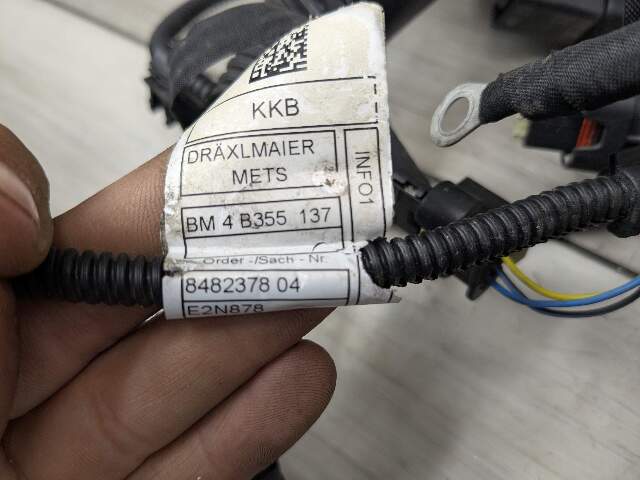 KKB
DRÄXLMAIER
METS
INFO1
BM 4 B355 137
Order -/Sach - Nr.
8482378 04
E2N878